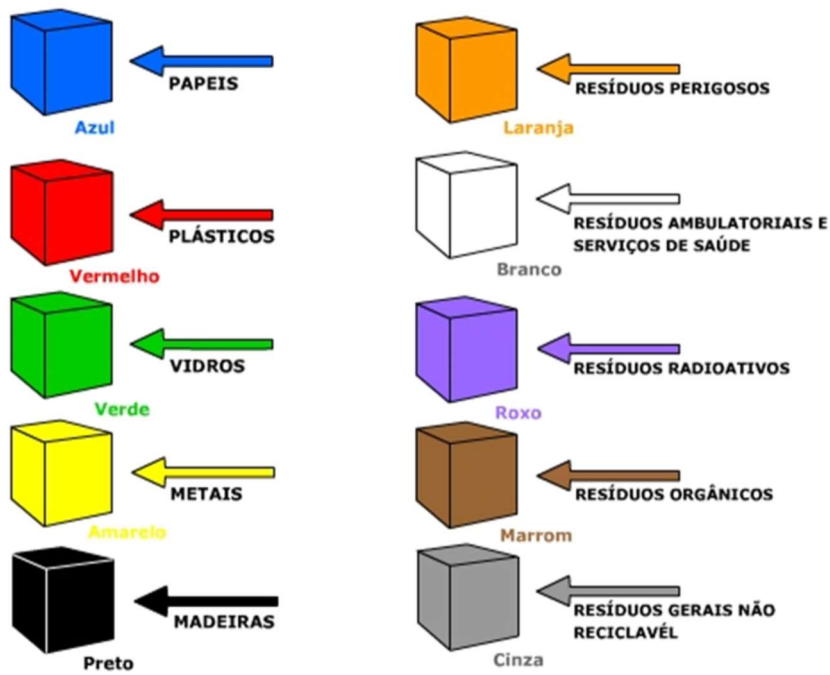 PAPEIS
Azul
PLÁSTICOS
Vermelho
VIDROS
Verde
METAIS
Amarelo
MADEIRAS
Preto
RESÍDUOS PERIGOSOS
Laranja
RESÍDUOS AMBULATORIAIS E
SERVIÇOS DE SAÚDE
Branco
RESÍDUOS RADIOATIVOS
Roxo
RESÍDUOS ORGÂNICOS
Marrom
RESÍDUOS GERAIS NÃO
RECICLAVÉL
Cinza